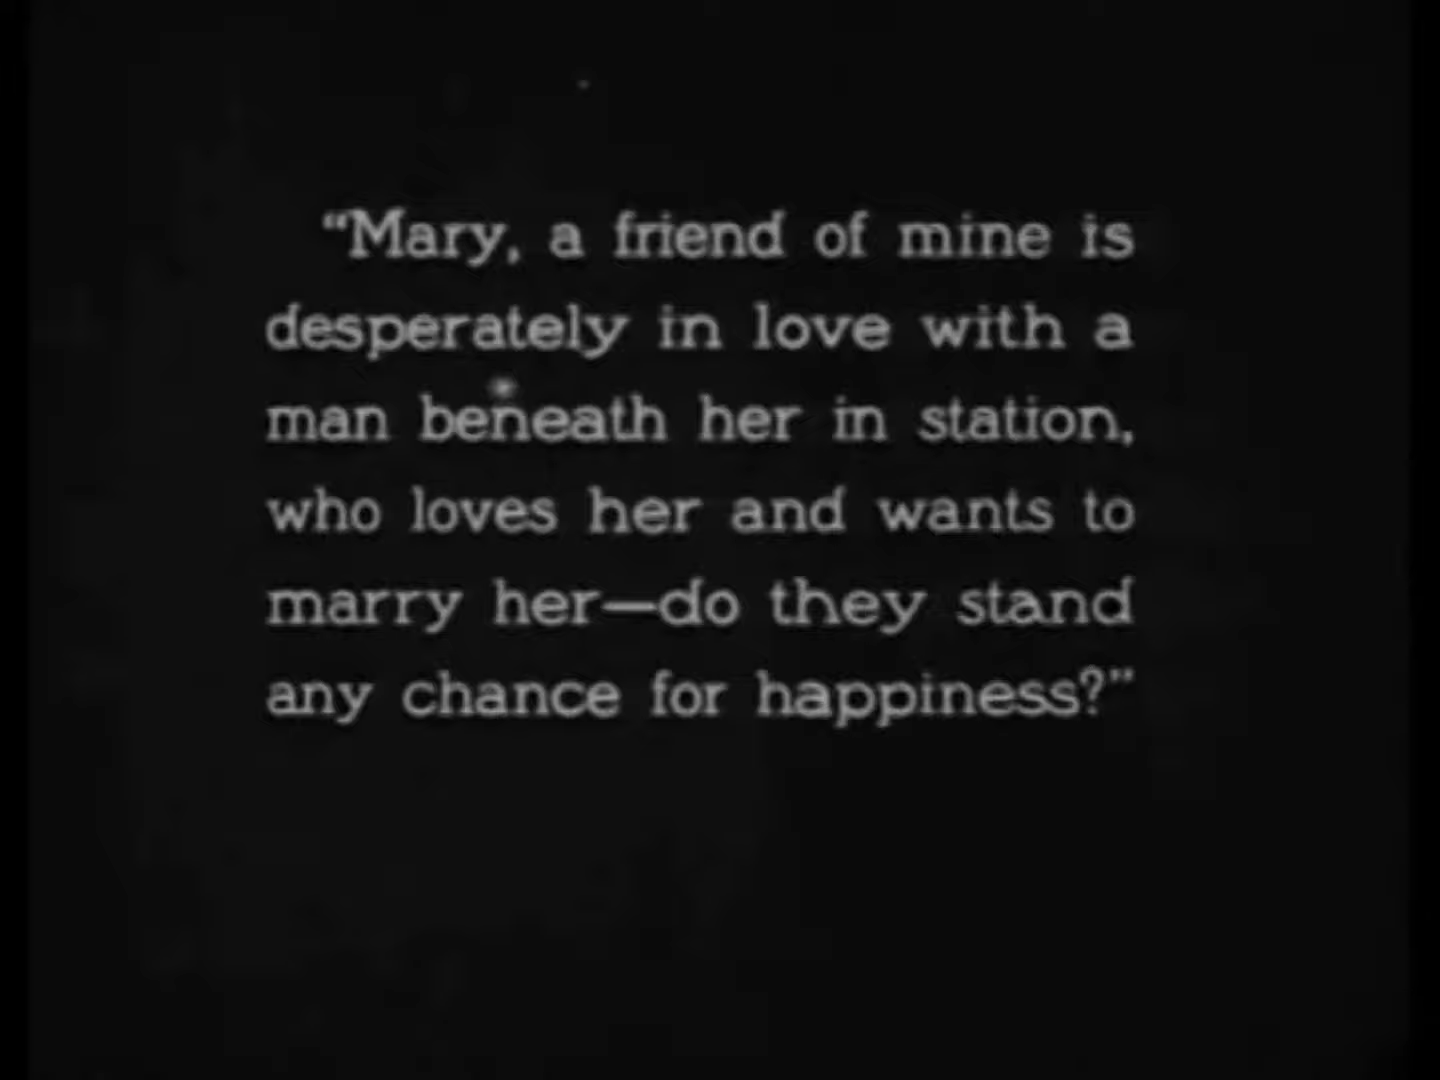 “Mary, a friend of mine is
desperately in love with a
man beneath her in station,
who loves her and wants to
marry her—do they stand
any chance for happiness?”